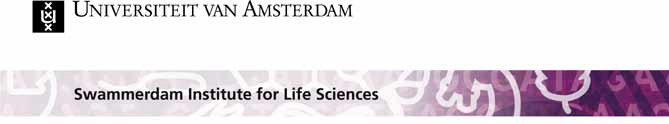 UNIVERSITEIT VAN AMSTERDAM
Swammerdam Institute for Life Sciences